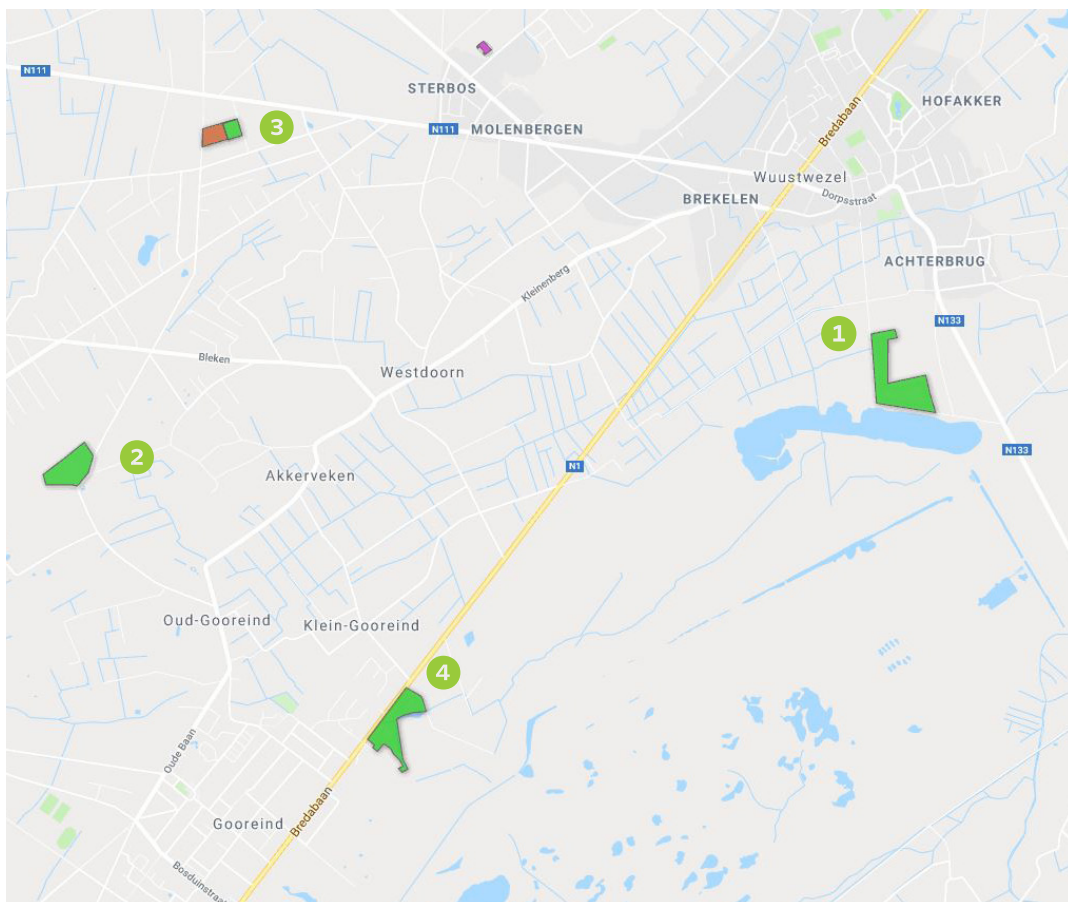 N111
STERBOS
HOFAKKER
3
N111
MOLENBERGEN
Bredabaan
Wuustwezel
BREKELEN
Dorpsstraat
ACHTERBRUG
Kleinenberg
N133
1
Bleken
Westdoorn
N133
2
N1
Akkerveken
Oud-Gooreind
Klein-Gooreind
4
Oude Baan
Gooreind
Bredabaan
Bosduinstraat